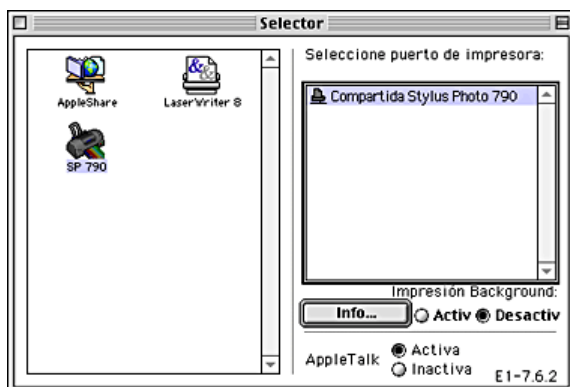 Selector
AppleShare
LaserWriter 8
SP 790
Seleccione puerto de impresora:
Compartida Stylus Photo 790
Impresión Background:
Info... Activ Desactiv
AppleTalk Activa
Inactiva
E1-7.6.2